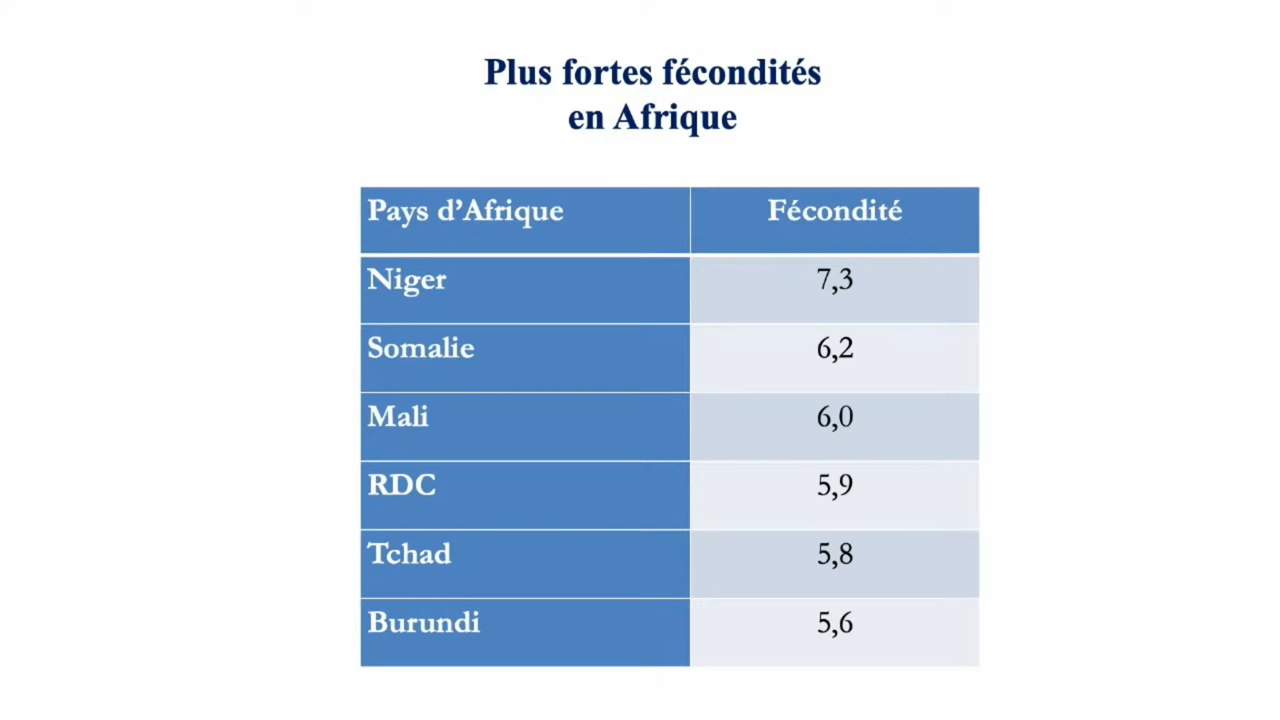 Plus fortes fécondités
en Afrique
Pays d’Afrique Fécondité
Niger 7,3
Somalie 6,2
Mali 6,0
RDC 5,9
Tchad 5,8
Burundi 5,6